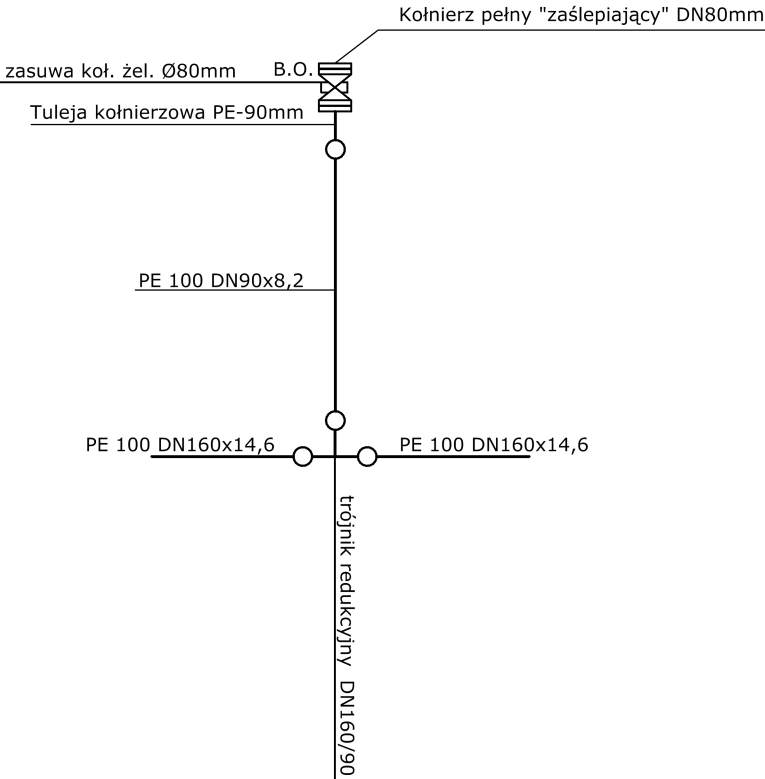 Kołnierz pełny "zaślepiający" DN80mm
zasuwa koł. żel. Ø80mm
B.O.
Tuleja kołnierzowa PE-90mm
PE 100 DN90x8,2
PE 100 DN160x14,6
PE 100 DN160x14,6
trójnik redukcyjny DN160/90